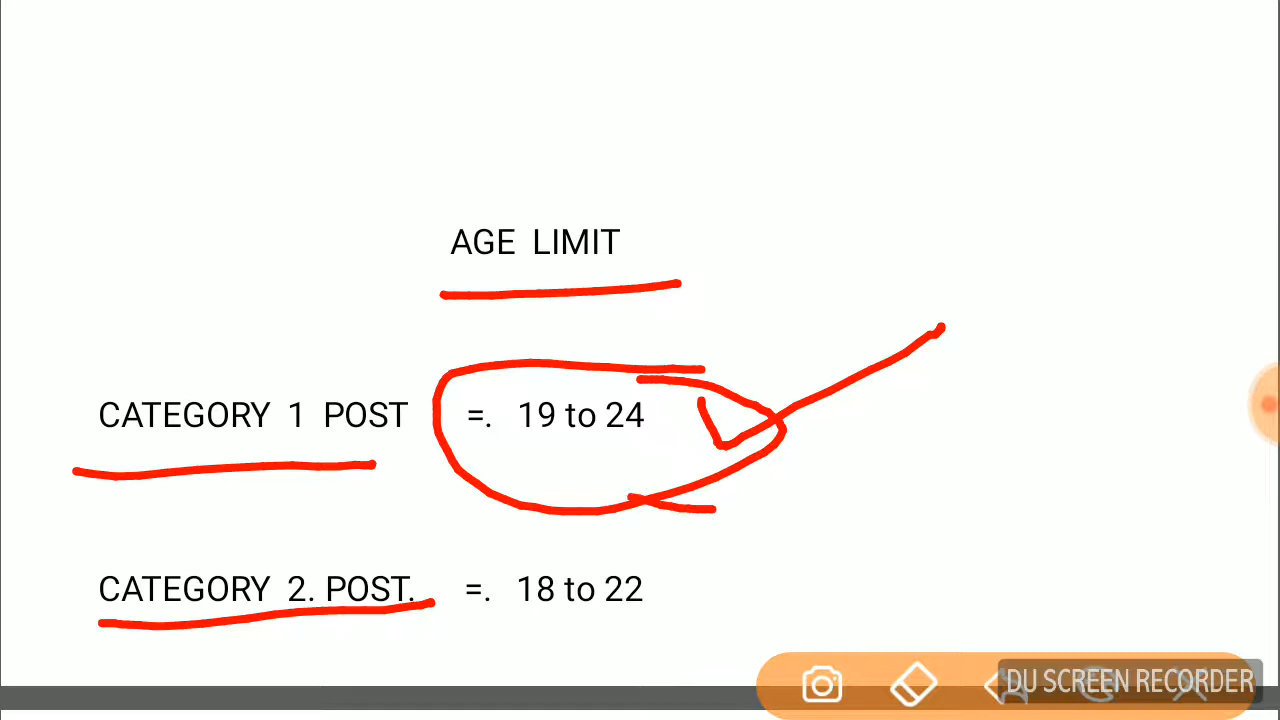 AGE LIMIT
CATEGORY 1 POST =. 19 to 24
CATEGORY 2. POST. =. 18 to 22
DU SCREEN RECORDER